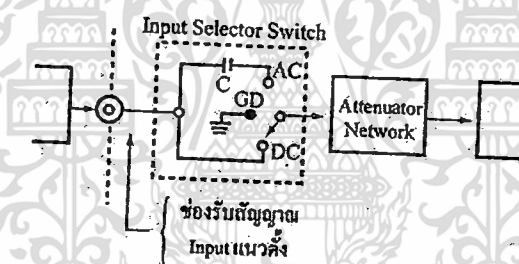 Input Selector Switch
C
AC
GD
DC
Attenuator
Network
ช่องรับสัญญาณ
Input แนวตั้ง